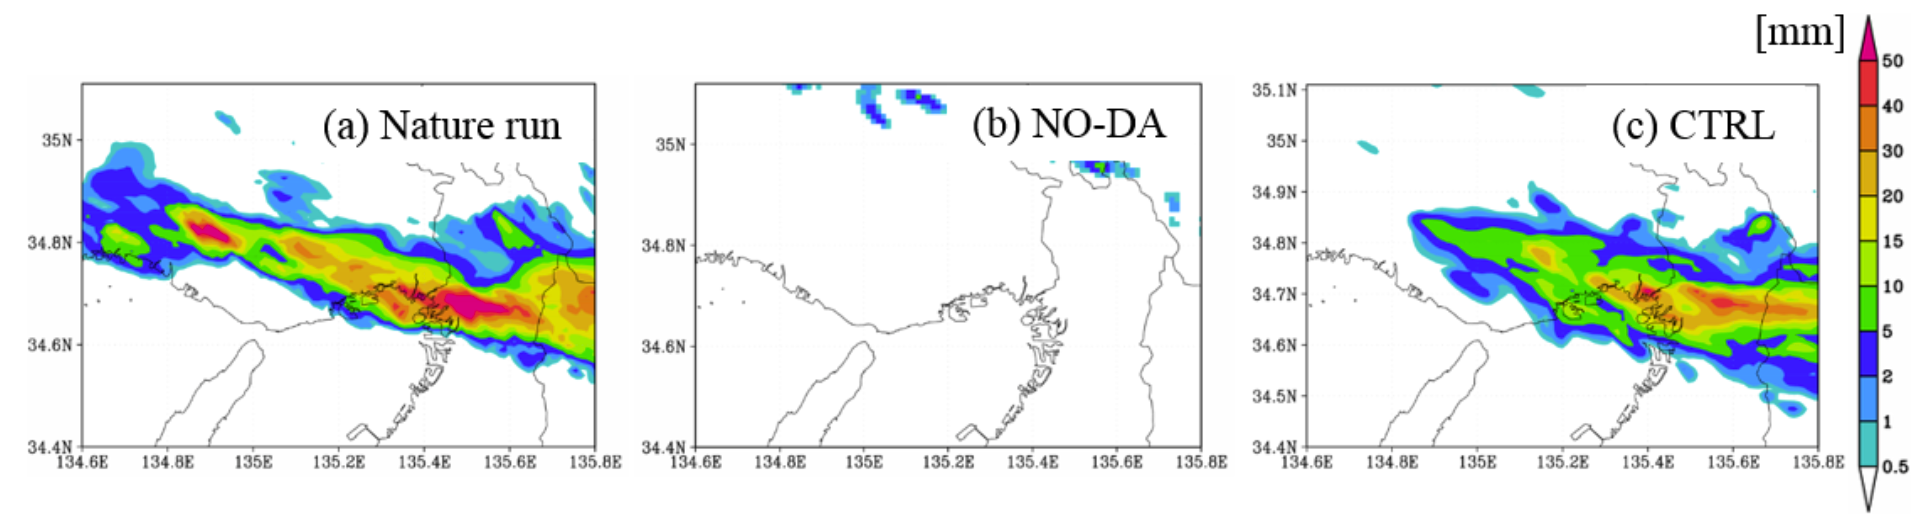 [mm]
(a) Nature run
35N
34.8N
34.6N
34.4N
134.6E 134.8E 135E 135.2E 135.4E 135.6E 135.8E
(b) NO-DA
35N
34.8N
34.6N
34.4N
134.6E 134.8E 135E 135.2E 135.4E 135.6E 135.8E
(c) CTRL
35.1N
35N
34.9N
34.8N
34.7N
34.6N
34.5N
34.4N
134.6E 134.8E 135E 135.2E 135.4E 135.6E 135.8E
50
40
30
20
15
10
5
2
1
0.5